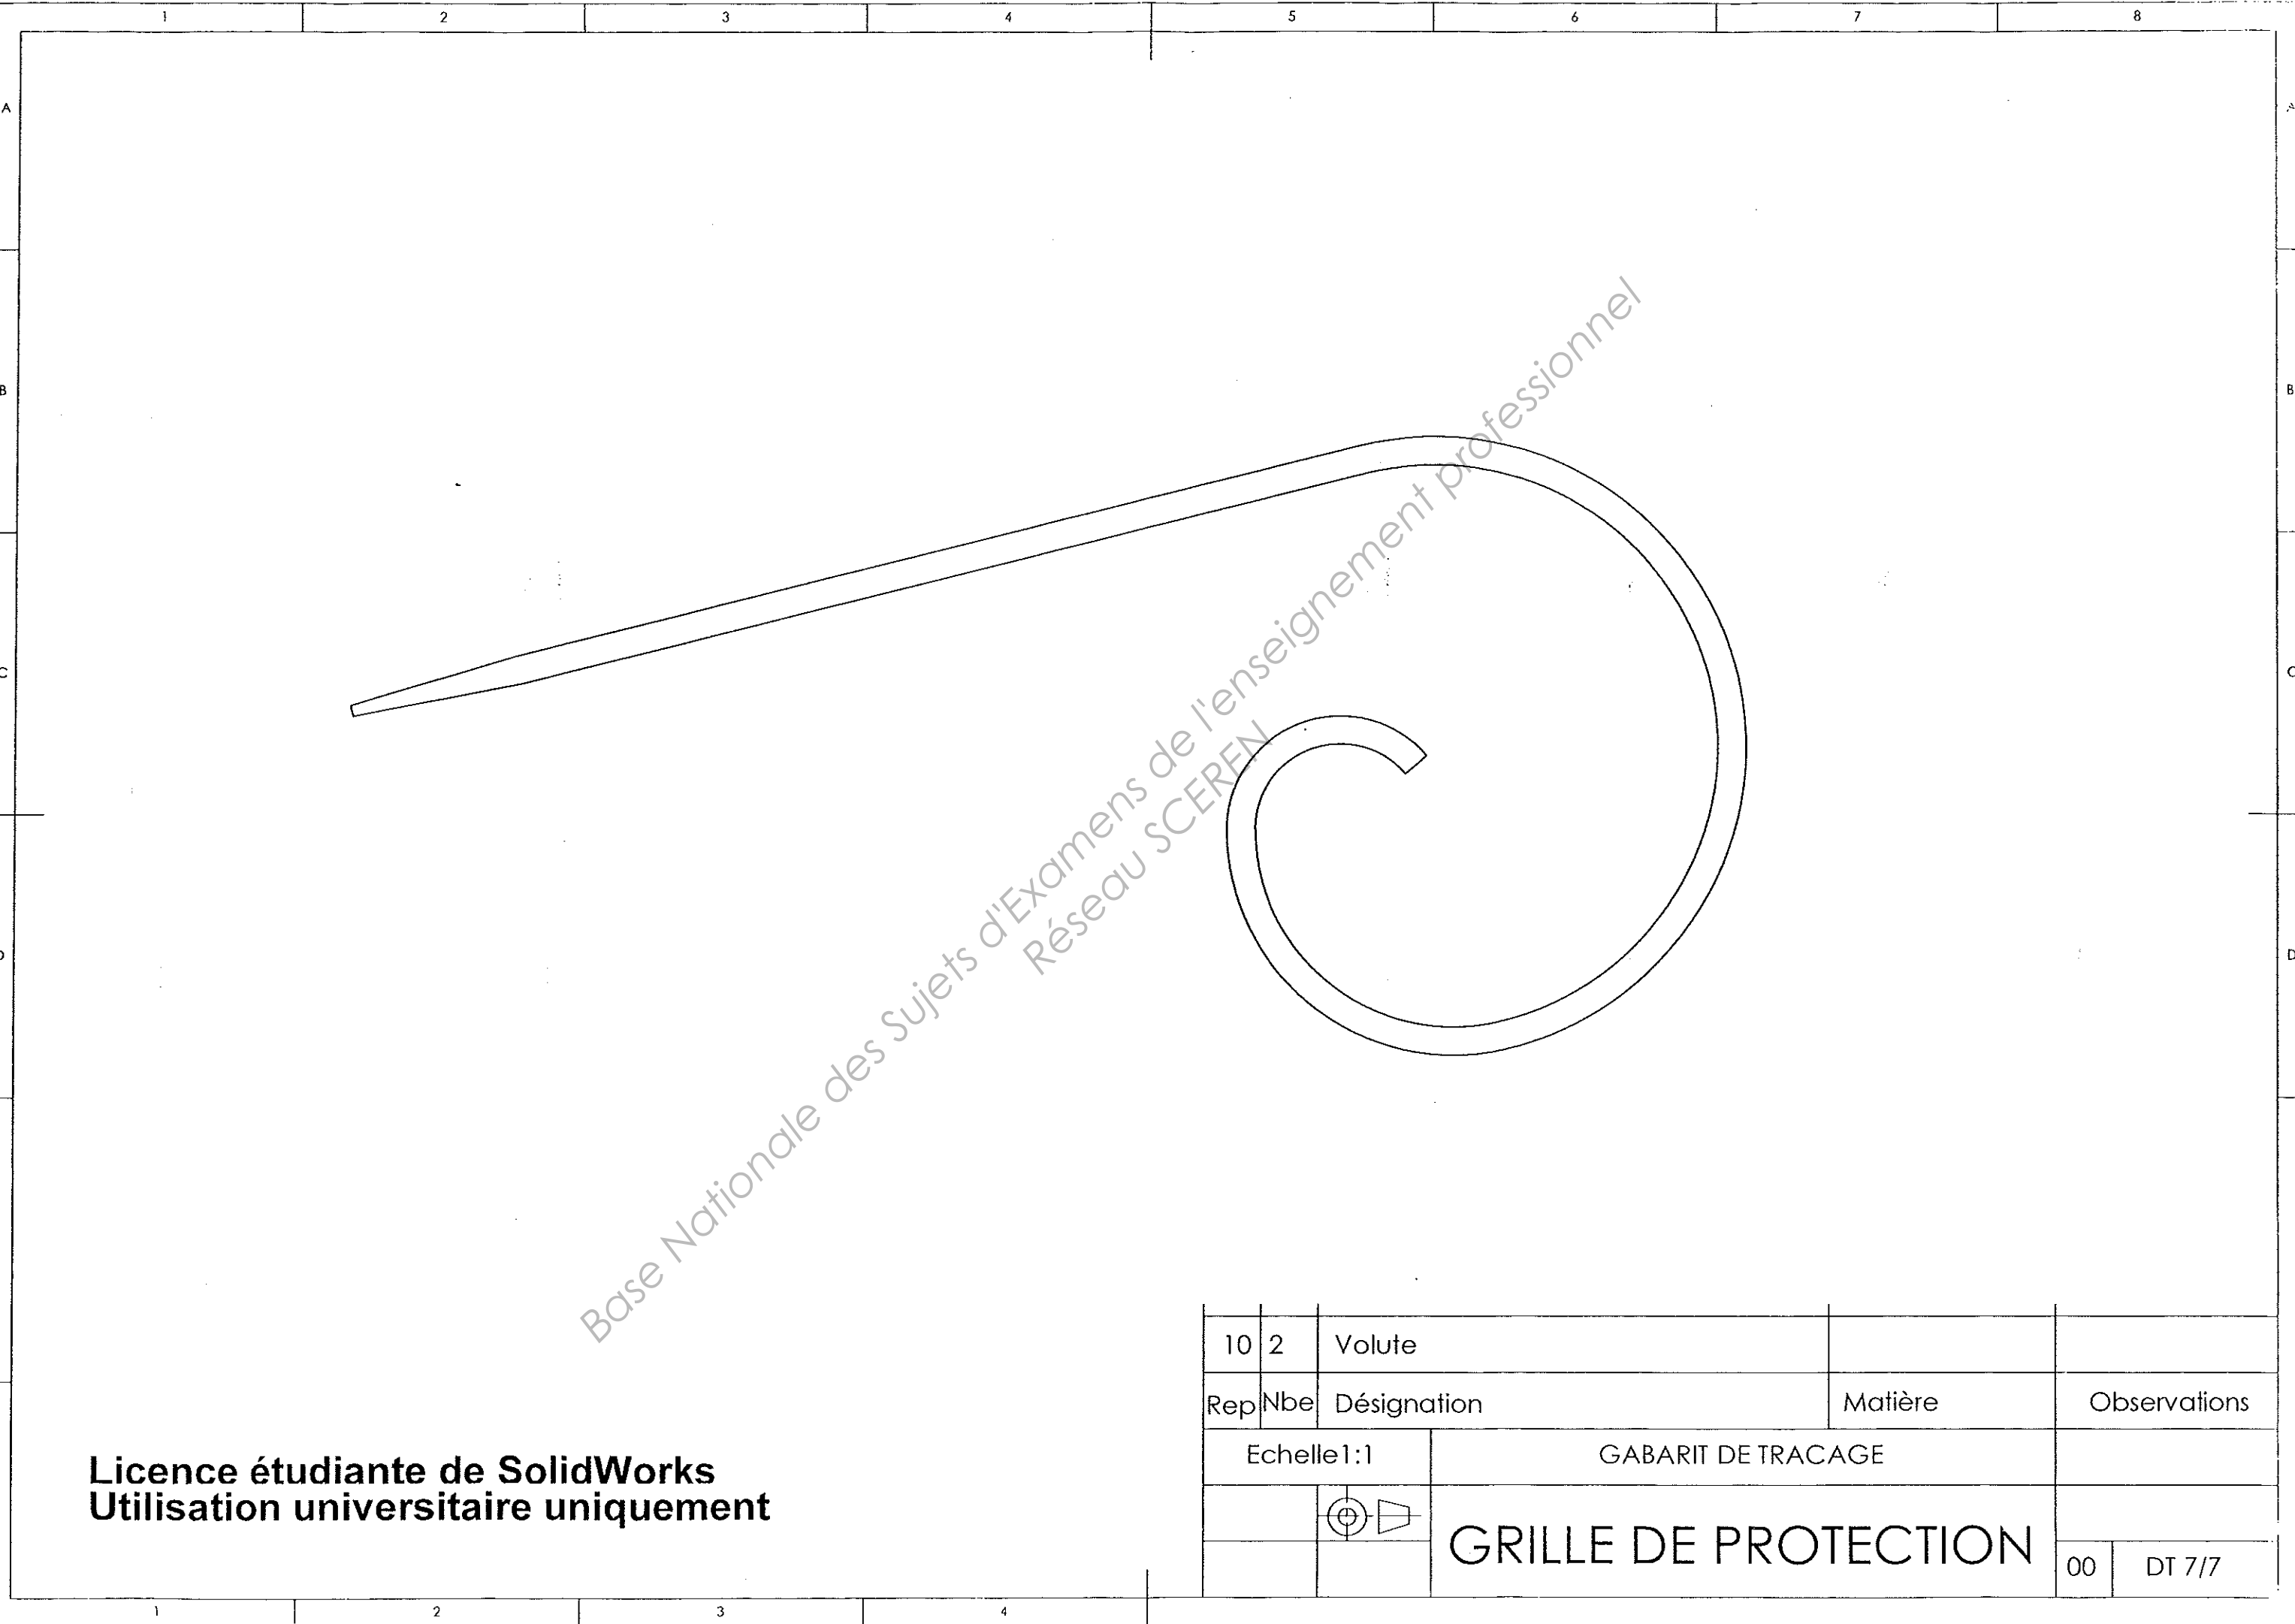 1 2 3 4 5 6 7 8
A A
B B
C C
D D
Base Nationale des Sujets d'Examens de l'enseignement professionnel
Réseau SCEREN
10 2 Volute
Rep Nbe Désignation Matière Observations
Echelle1:1 GABARIT DE TRACAGE
GRILLE DE PROTECTION
00 DT 7/7
Licence étudiante de SolidWorks
Utilisation universitaire uniquement
1 2 3 4